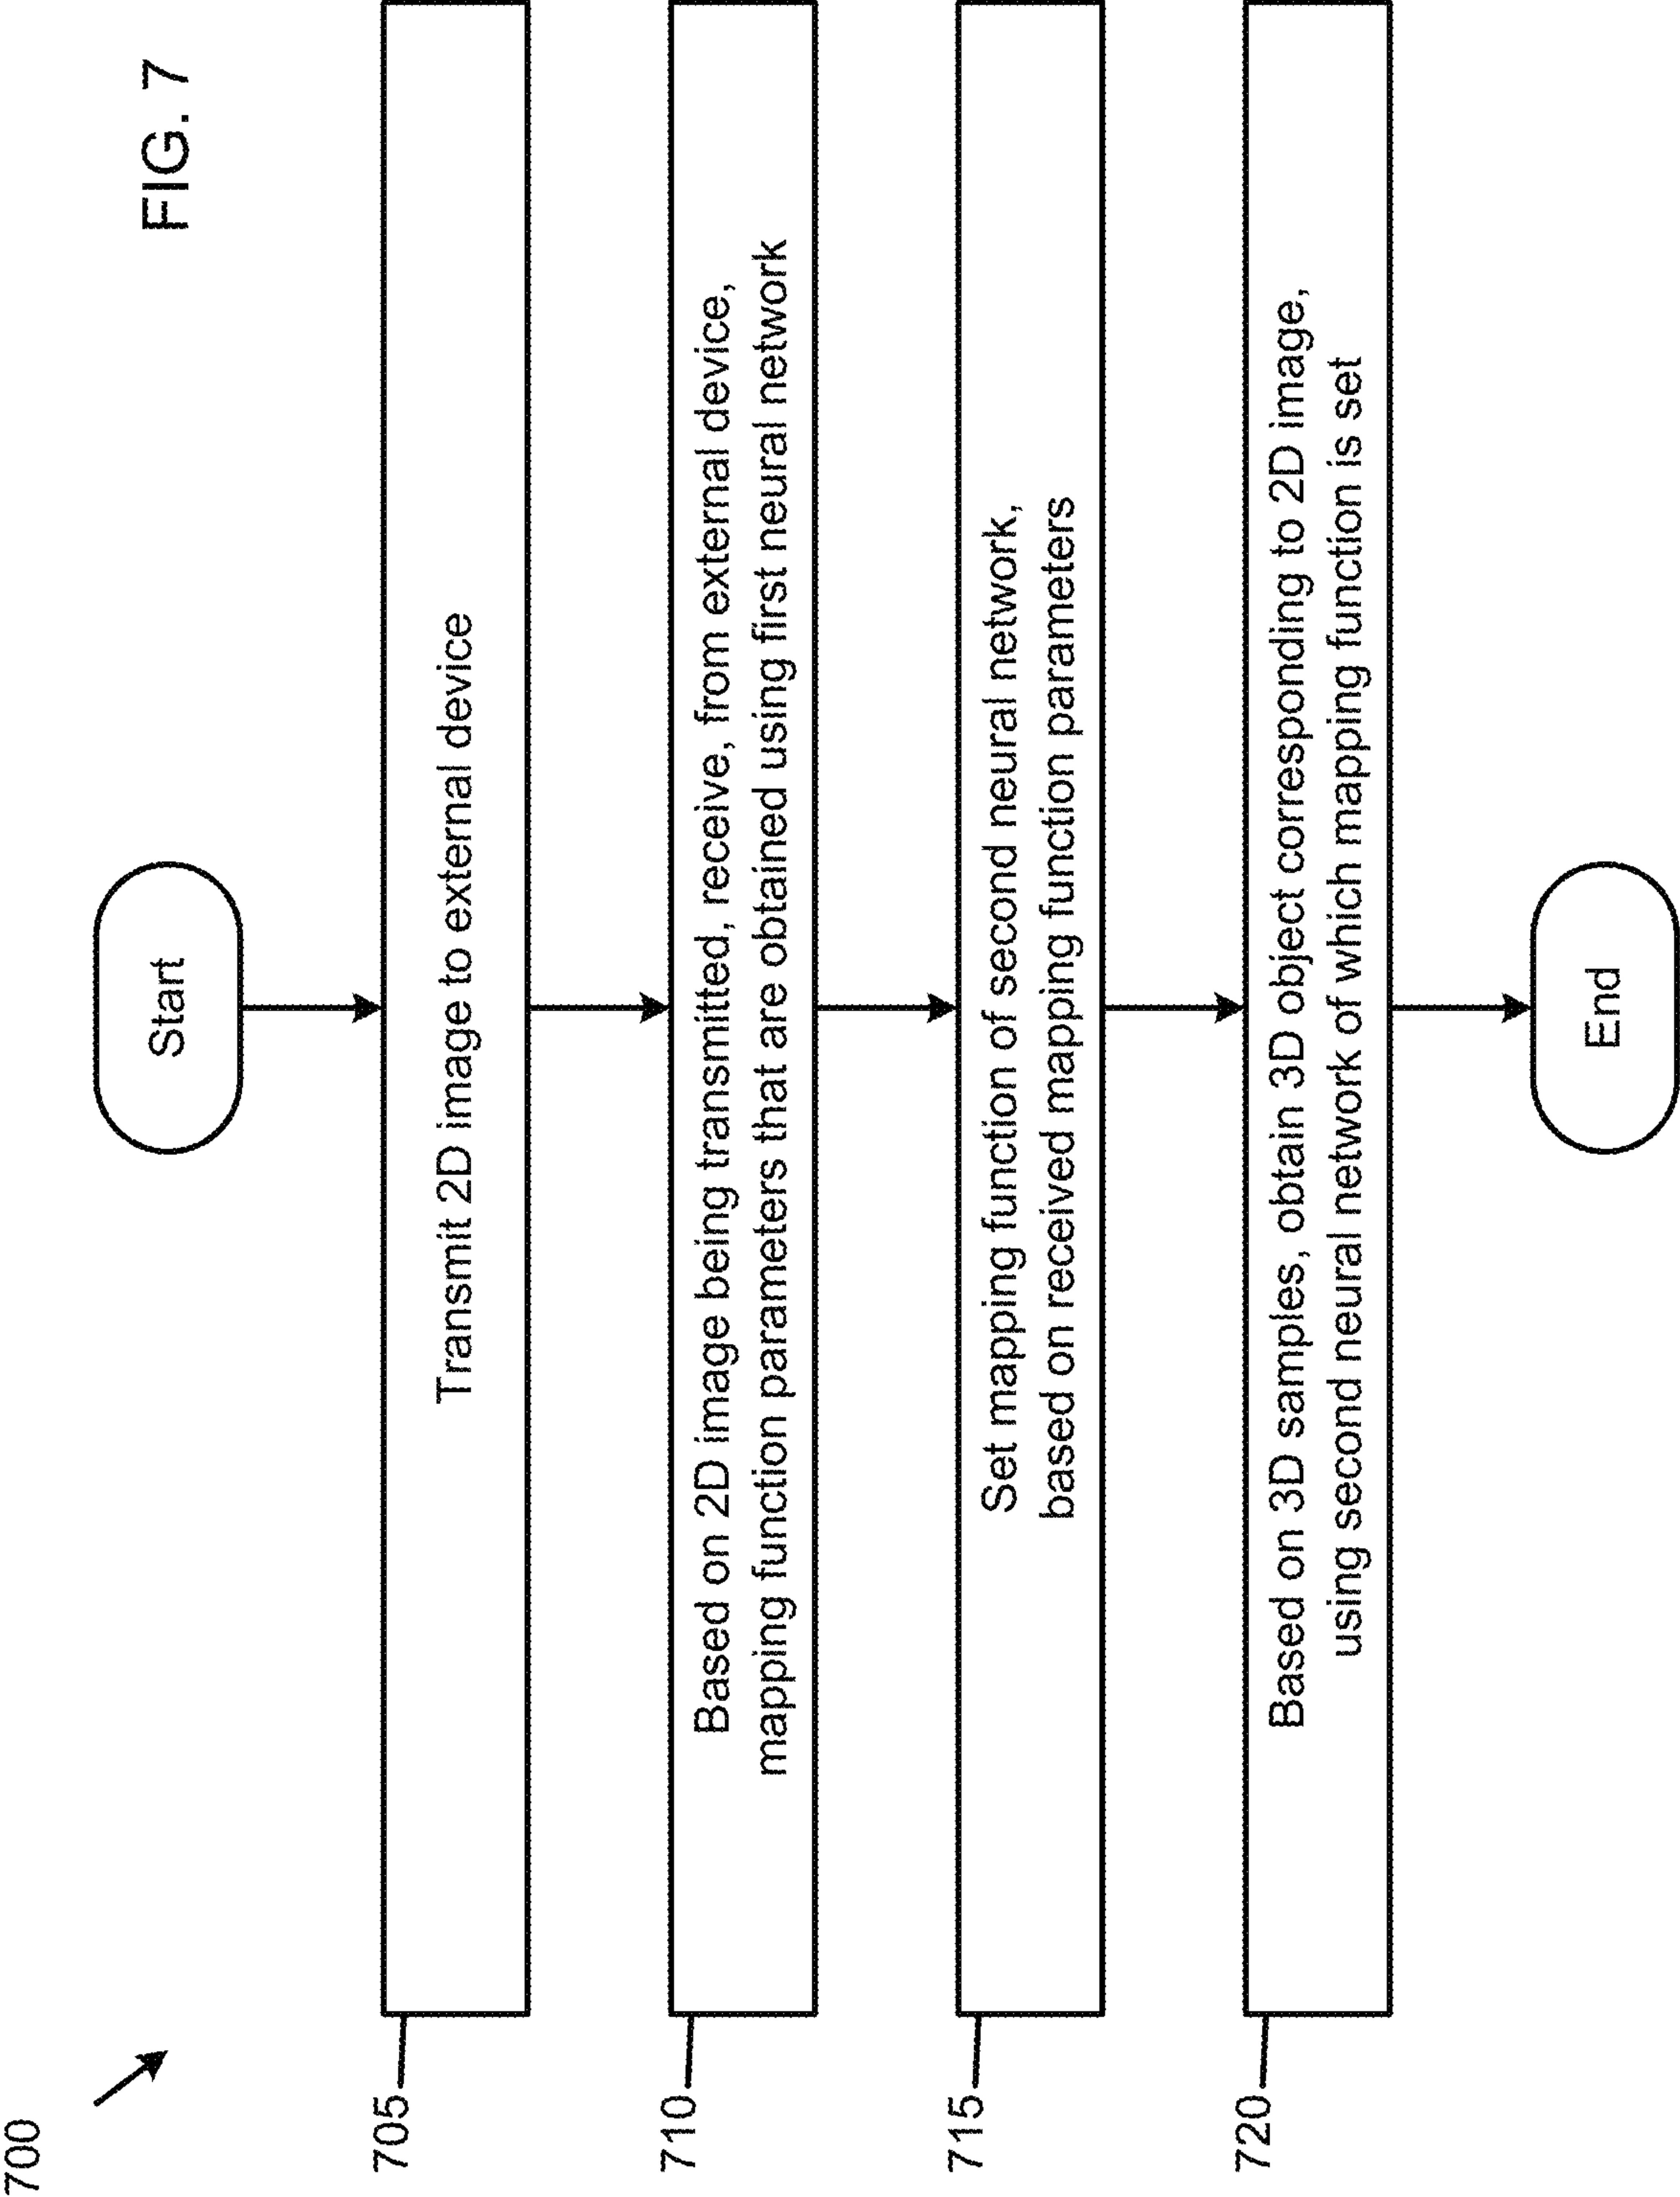 700
FIG. 7
Start
705
Transmit 2D image to external device
710
Based on 2D image being transmitted, receive, from external device,
mapping function parameters that are obtained using first neural network
715
Set mapping function of second neural network,
based on received mapping function parameters
720
Based on 3D samples, obtain 3D object corresponding to 2D image,
using second neural network of which mapping function is set
End